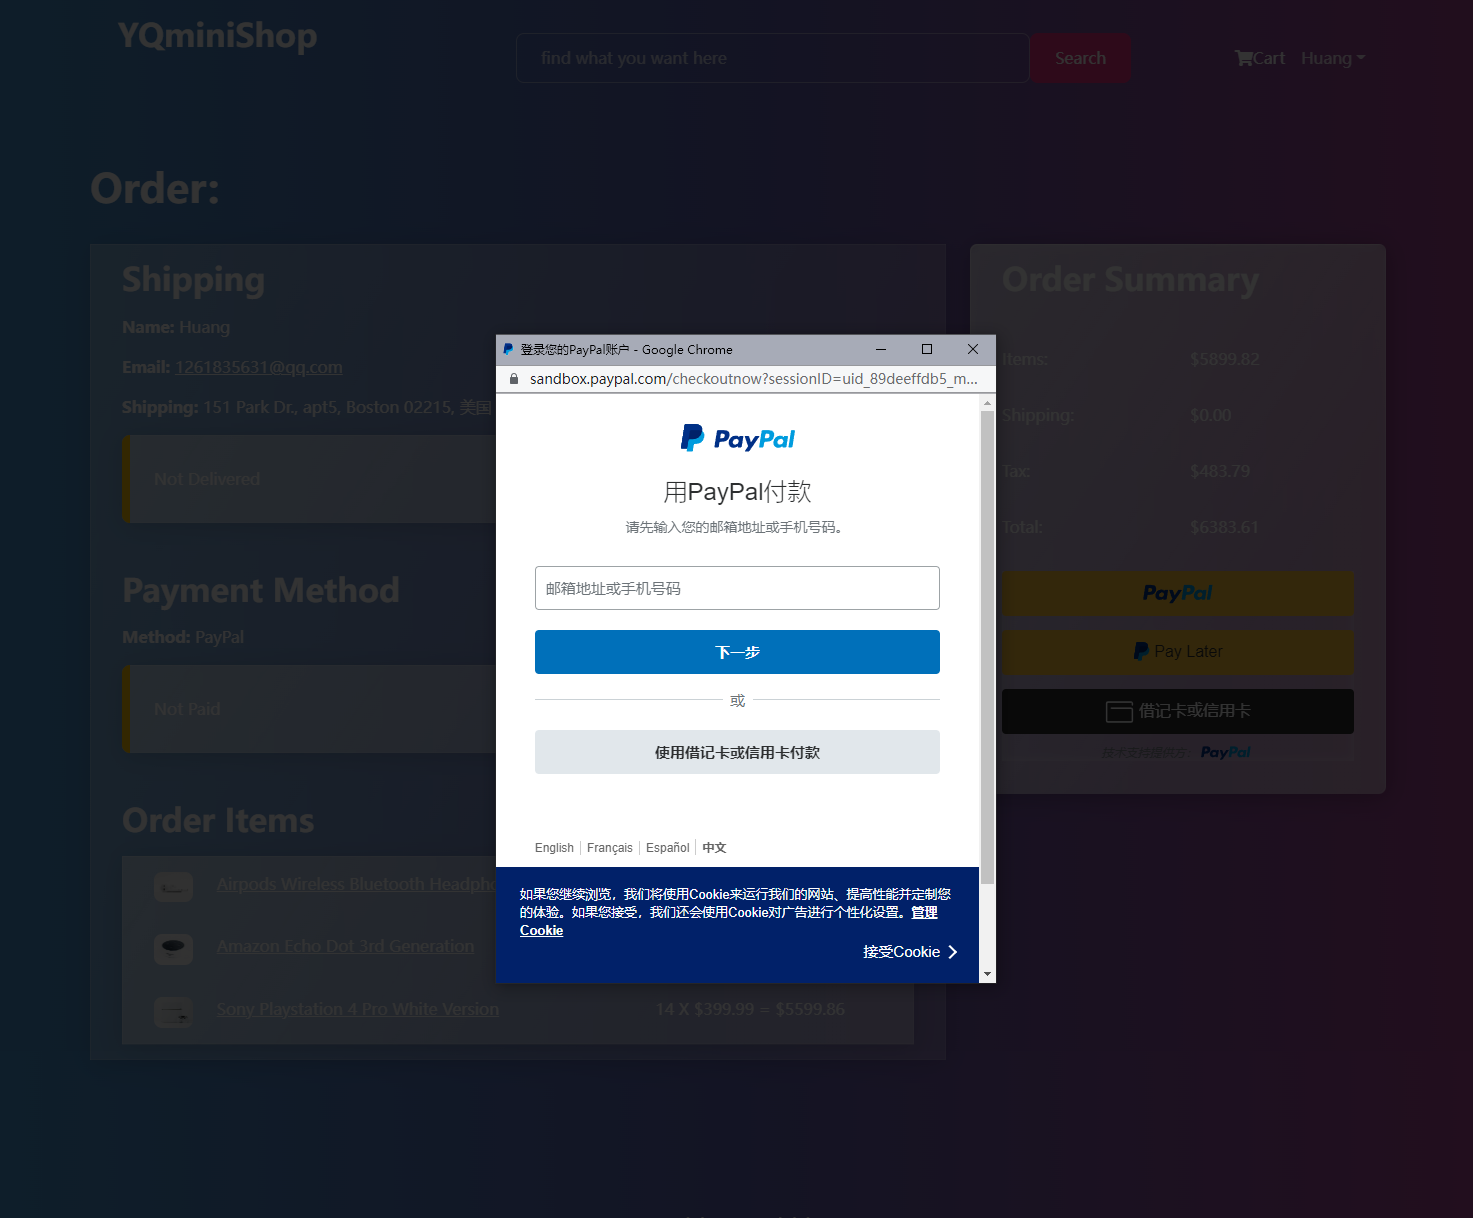 YQminiShop
find what you want here
Search
Cart
Huang
Order:
Shipping
Name: Huang
Email: 1261835631@qq.com
Shipping: 151 Park Dr., apt5, Boston 02215, 美国
Not Delivered
Payment Method
Method: PayPal
Not Paid
Order Items
Airpods Wireless Bluetooth
Amazon Echo Dot 3rd Generation
Sony Playstation 4 Pro White Version
14 X $399.99 = $5599.86
登录您的PayPal账户 - Google Chrome
sandbox.paypal.com/checkoutnow?sessionID=uid_89deeffdb5_m...
PayPal
用PayPal付款
请先输入您的邮箱地址或手机号码。
邮箱地址或手机号码
下一步
或
使用借记卡或信用卡付款
English
Français
Español
中文
如果您继续浏览，我们将使用Cookie来运行我们的网站、提高性能并定制您
的体验。如果您接受，我们还会使用Cookie对广告进行个性化设置。管理
Cookie
接受Cookie
Order Summary
Items: $5899.82
Shipping: $0.00
Tax: $483.79
Total: $6383.61
PayPal
Pay Later
借记卡或信用卡
技术支持提供方： PayPal